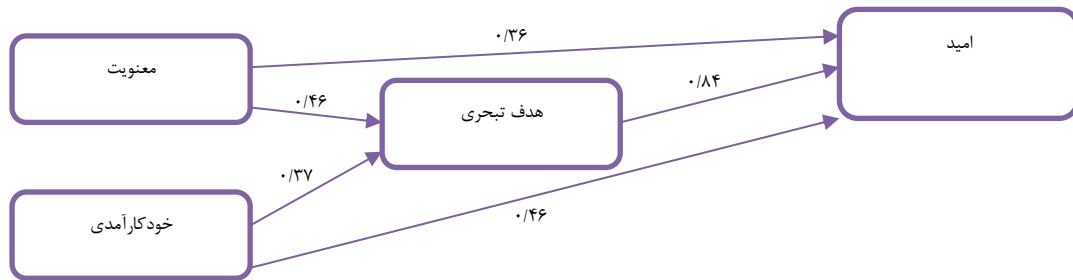 ۰/۳۶
امید
معنویت
۰/۴۶
۰/۸۴
هدف تبحری
۰/۳۷
خودکارآمدی
۰/۴۶